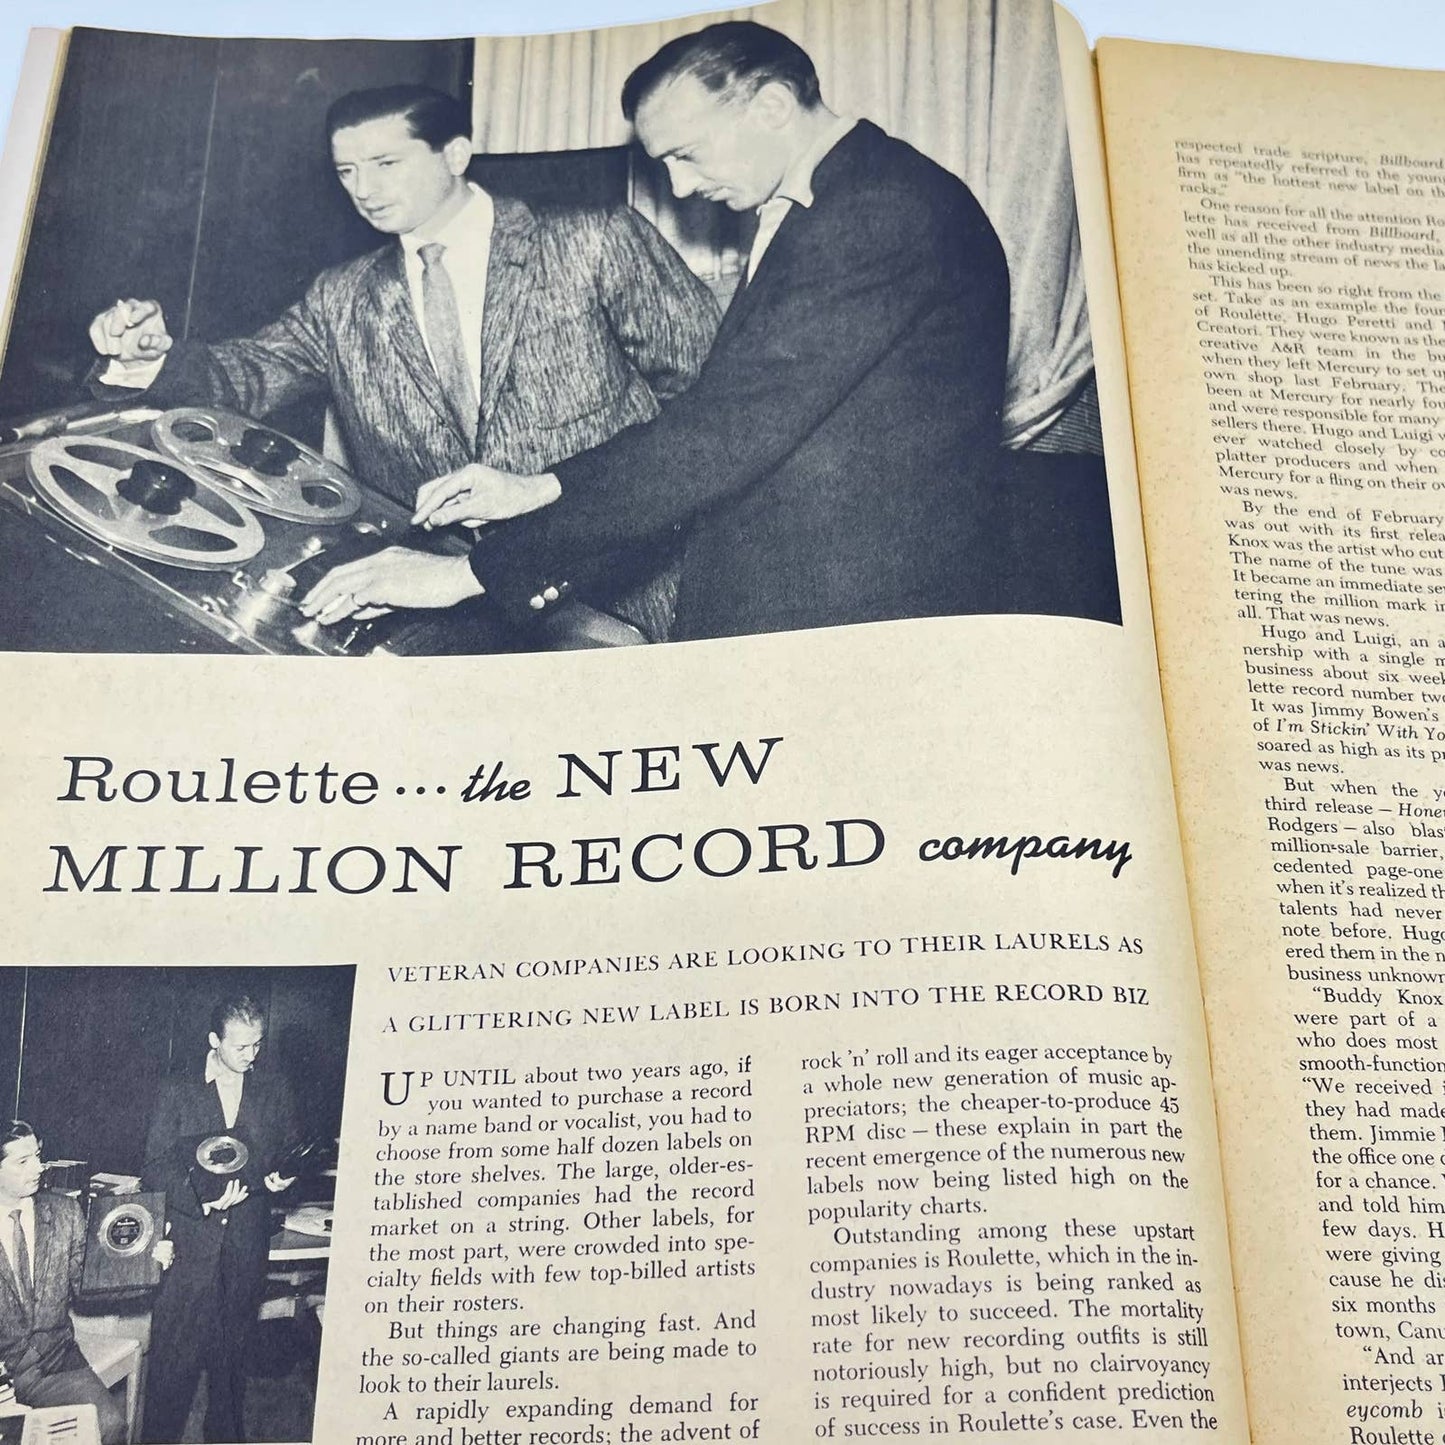 Roulette ... the NEW
MILLION RECORD company
VETERAN COMPANIES ARE LOOKING TO THEIR LAURELS AS
A GLITTERING NEW LABEL IS BORN INTO THE RECORD BIZ
UP UNTIL about two years ago, if
you wanted to purchase a record
by a name band or vocalist, you had to
choose from some half dozen labels on
the store shelves. The large, older-es-
tablished companies had the record
market on a string. Other labels, for
the most part, were crowded into spe-
cialty fields with few top-billed artists
on their rosters.
But things are changing fast. And
the so-called giants are being made to
look to their laurels.
A rapidly expanding demand for
more and better records; the advent of
rock 'n' roll and its eager acceptance by
a whole new generation of music ap-
preciators; the cheaper-to-produce 45
RPM disc — these explain in part the
recent emergence of the numerous new
labels now being listed high on the
popularity charts.
Outstanding among these upstart
companies is Roulette, which in the in-
dustry nowadays is being ranked as
most likely to succeed. The mortality
rate for new recording outfits is still
notoriously high, but no clairvoyancy
is required for a confident prediction
of success in Roulette's case. Even the
respected trade scripture, Billboard
has repeatedly referred to the young
firm as "the hottest new label on th
racks."
One reason for all the attention Ro
lette has received from Billboard,
well as all the other industry media
the unending stream of news the la
has kicked up.
This has been so right from the
set. Take as an example the four
of Roulette, Hugo Peretti and
Creatori. They were known as the
creative A&R team in the bu
when they left Mercury to set up
own shop last February. The
been at Mercury for nearly fou
and were responsible for many
sellers there. Hugo and Luigi w
ever watched closely by co
platter producers and when
Mercury for a fling on their ow
was news.
By the end of February
was out with its first relea
Knox was the artist who cut
The name of the tune was
It became an immediate se
tering the million mark in
all. That was news.
Hugo and Luigi, an a
nership with a single m
business about six week
lette record number two
It was Jimmy Bowen's
of I'm Stickin' With Yo
soared as high as its pr
was news.
But when the y
third release — Hone
Rodgers — also blas
million-sale barrier,
cedented page-one
when it's realized th
talents had never
note before. Hugo
ered them in the n
business unknown
"Buddy Knox
were part of a
who does most
smooth-function
"We received
they had made
them. Jimmie
the office one
for a chance.
and told him
few days. H
were giving
cause he dis
six months
town, Camu
"And ar
interjects
eycomb i
Roulette